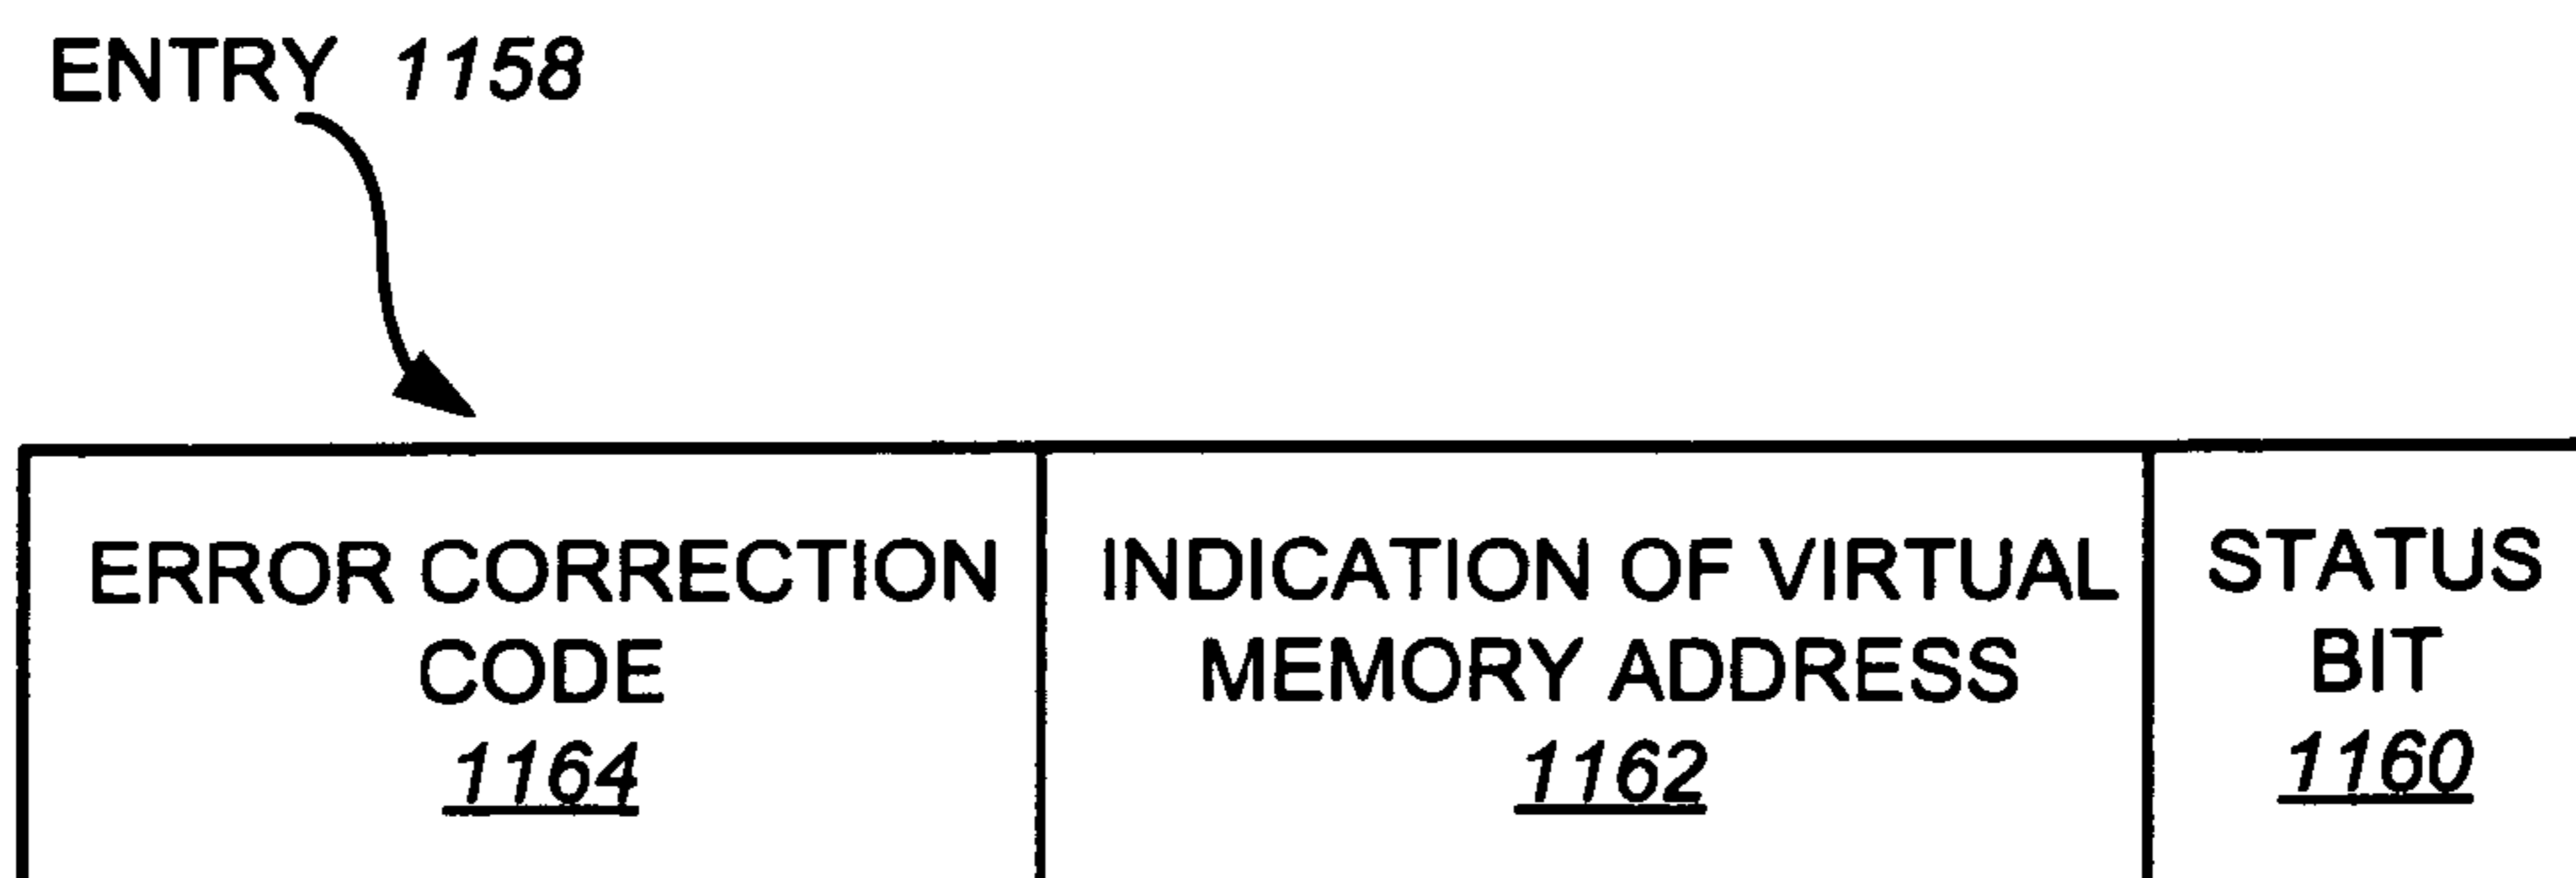 ENTRY 1158
ERROR CORRECTION
CODE
1164
INDICATION OF VIRTUAL
MEMORY ADDRESS
1162
STATUS
BIT
1160